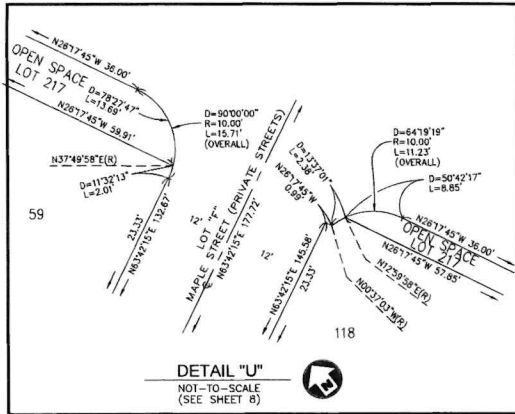 N26°17'45"W 36.00'
OPEN SPACE
LOT 217
D=78°27'47"
L=13.69'
N26°17'45"W 59.91'
D=90°00'00"
R=10.00'
L=15.71'
(OVERALL)
N37°49'58"E(R)
D=11°32'13"
L=2.01'
59
23.33'
N63°42'15"E 132.67'
12'
MAPLE STREET (PRIVATE STREETS)
LOT "F"
N63°42'15"E 177.72'
12'
D=13°37'01"
L=2.38'
N26°17'45"W
0.99'
D=64°19'19"
R=10.00'
L=11.23'
(OVERALL)
D=50°42'17"
L=8.85'
N26°17'45"W 36.00'
OPEN SPACE
LOT 217
N26°17'45"W 57.85'
N12°59'58"E(R)
N00°37'03"W(R)
N63°42'15"E 145.58'
23.33'
118
DETAIL "U"
NOT-TO-SCALE
(SEE SHEET 8)
N